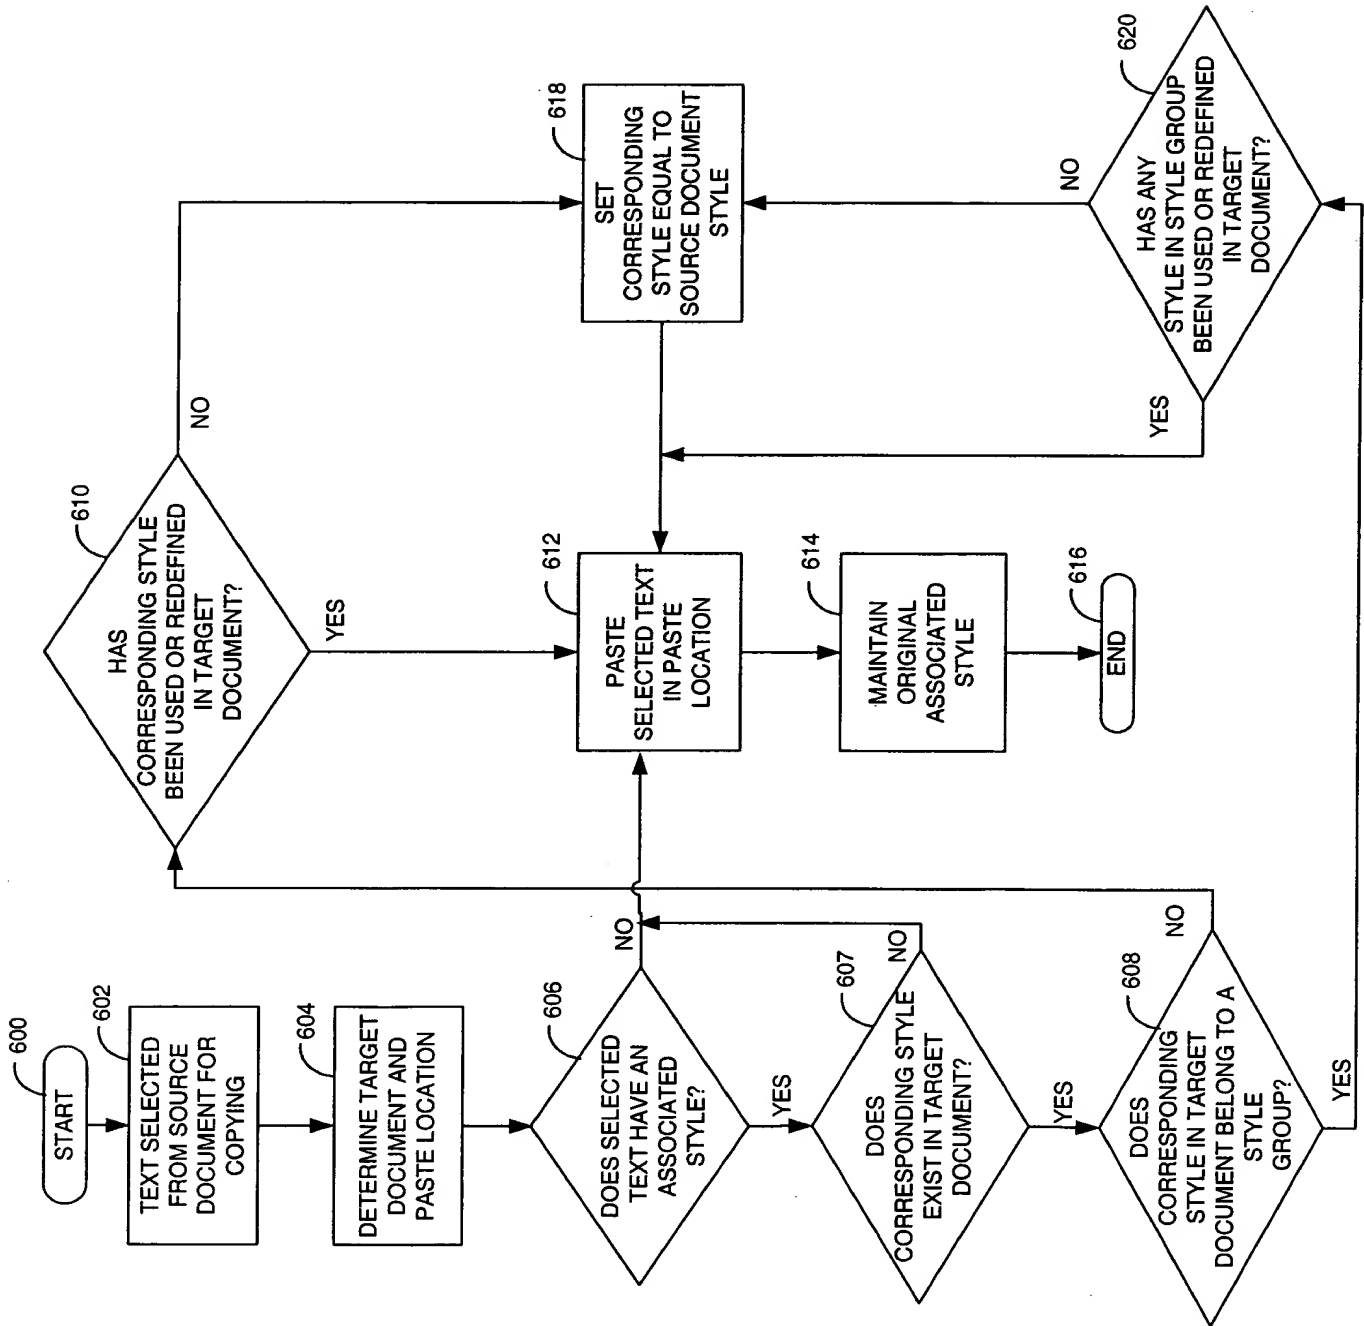 600
START
602
TEXT SELECTED
FROM SOURCE
DOCUMENT FOR
COPYING
604
DETERMINE TARGET
DOCUMENT AND
PASTE LOCATION
606
DOES SELECTED
TEXT HAVE AN
ASSOCIATED
STYLE?
NO
YES
607
DOES
CORRESPONDING STYLE
EXIST IN TARGET
DOCUMENT?
NO
YES
608
DOES
CORRESPONDING
STYLE IN TARGET
DOCUMENT BELONG TO A
STYLE
GROUP?
NO
YES
610
HAS
CORRESPONDING STYLE
BEEN USED OR REDEFINED
IN TARGET
DOCUMENT?
NO
YES
612
PASTE
SELECTED TEXT
IN PASTE
LOCATION
614
MAINTAIN
ORIGINAL
ASSOCIATED
STYLE
616
END
618
SET
CORRESPONDING
STYLE EQUAL TO
SOURCE DOCUMENT
STYLE
620
HAS ANY
STYLE IN STYLE GROUP
BEEN USED OR REDEFINED
IN TARGET
DOCUMENT?
NO
YES